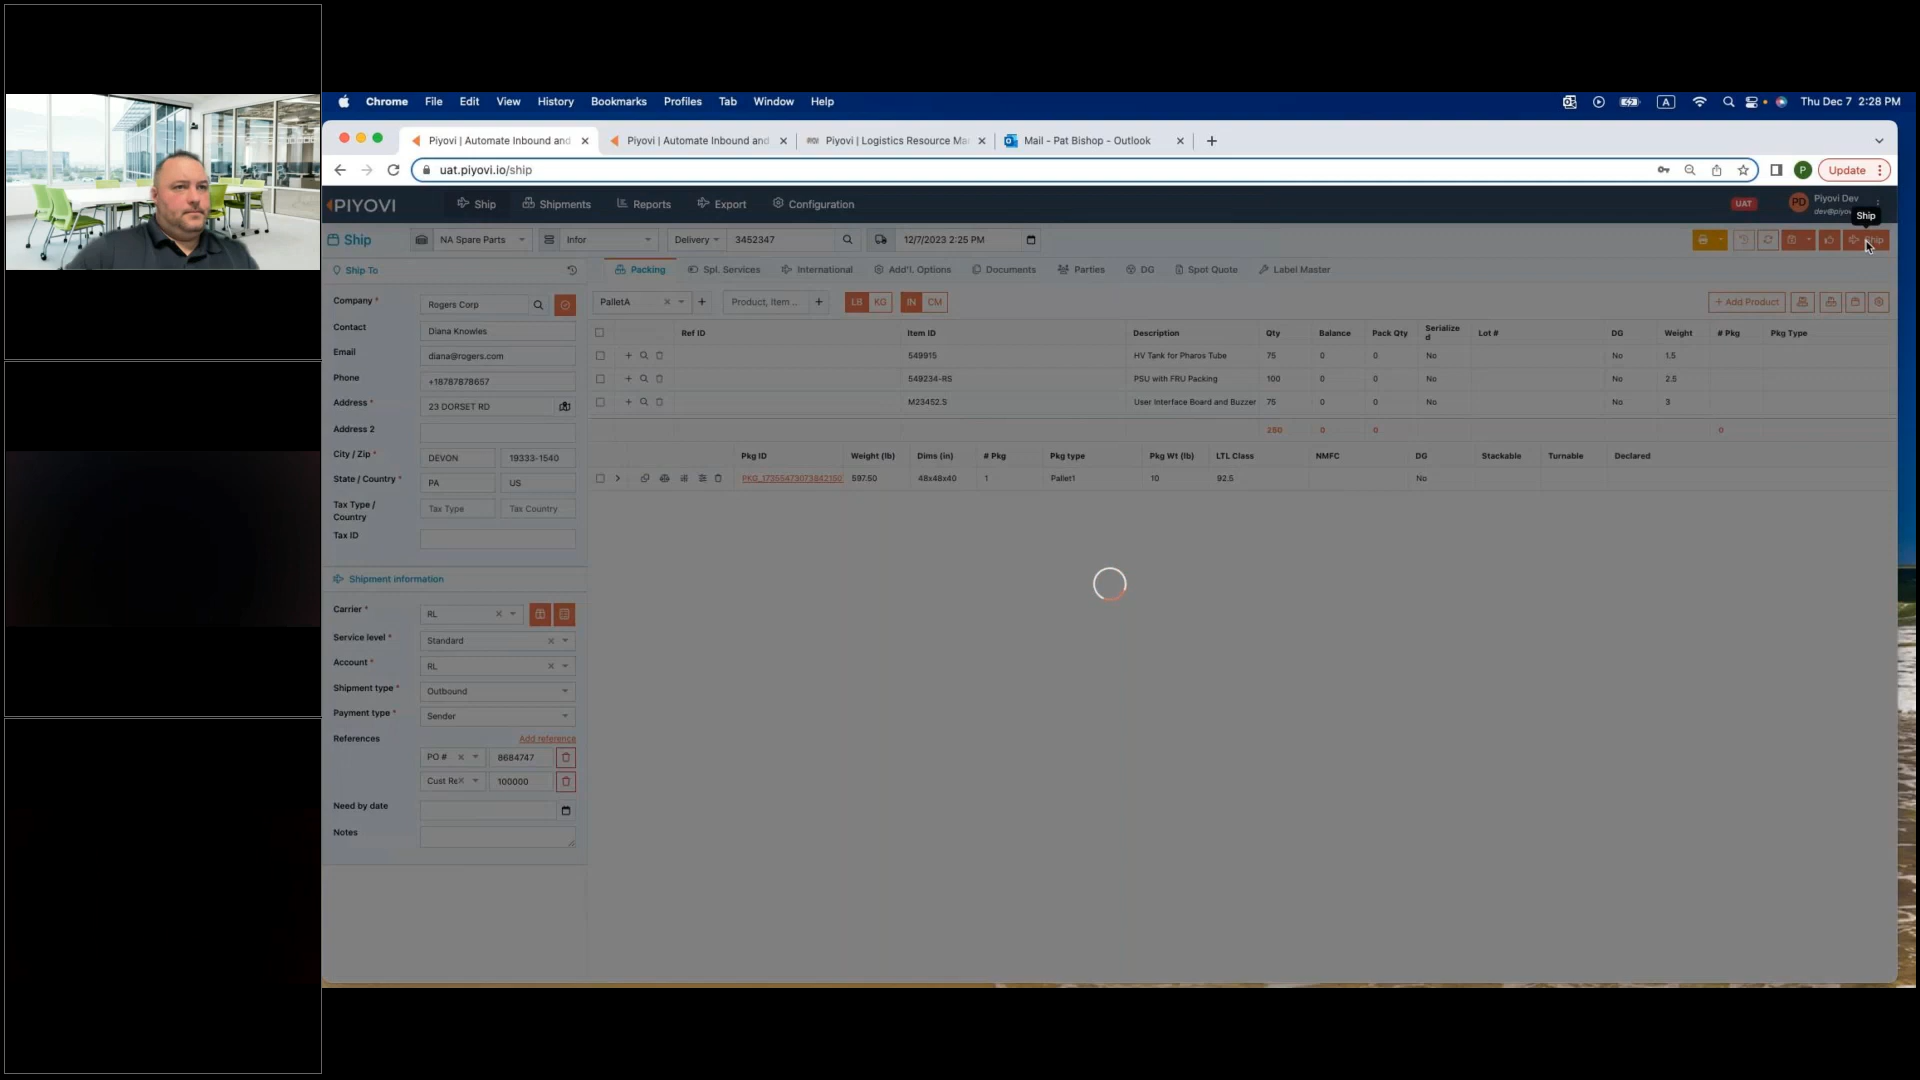 Chrome File Edit View History Bookmarks Profiles Tab Window Help A Thu Dec 7 2:28 PM
Piyovi | Automate Inbound and Piyovi | Automate Inbound and Piyovi | Logistics Resource Ma Mail - Pat Bishop - Outlook
uat.piyovi.io/ship P Update
PIYOVI Ship Shipments Reports Export Configuration UAT PD Piyovi Dev
dev@piyo
Ship
Ship NA Spare Parts Infor Delivery 3452347 12/7/2023 2:25 PM Ship
Ship To Packing Spl. Services International Add'l. Options Documents Parties DG Spot Quote Label Master
Company * Rogers Corp PalletA Product, Item ... LB KG IN CM + Add Product
Contact Diana Knowles
Email diana@rogers.com
Phone +18787878657
Address * 23 DORSET RD
Address 2
City / Zip * DEVON 19333-1540
State / Country * PA US
Tax Type / Country Tax Type Tax Country
Tax ID
Ref ID Item ID Description Qty Balance Pack Qty Serialized Lot # DG Weight # Pkg Pkg Type
549915 HV Tank for Pharos Tube 75 0 0 No No 1.5
549234-RS PSU with FRU Packing 100 0 0 No No 2.5
M23452.S User Interface Board and Buzzer 75 0 0 No No 3
250 0 0 0
Pkg ID Weight (lb) Dims (in) # Pkg Pkg type Pkg Wt (lb) LTL Class NMFC DG Stackable Turnable Declared
PKG_17355473073842150 597.50 48x48x40 1 Pallet1 10 92.5 No
Shipment information
Carrier * RL
Service level * Standard
Account * RL
Shipment type * Outbound
Payment type * Sender
References Add reference
PO # 8684747
Cust Re 100000
Need by date
Notes